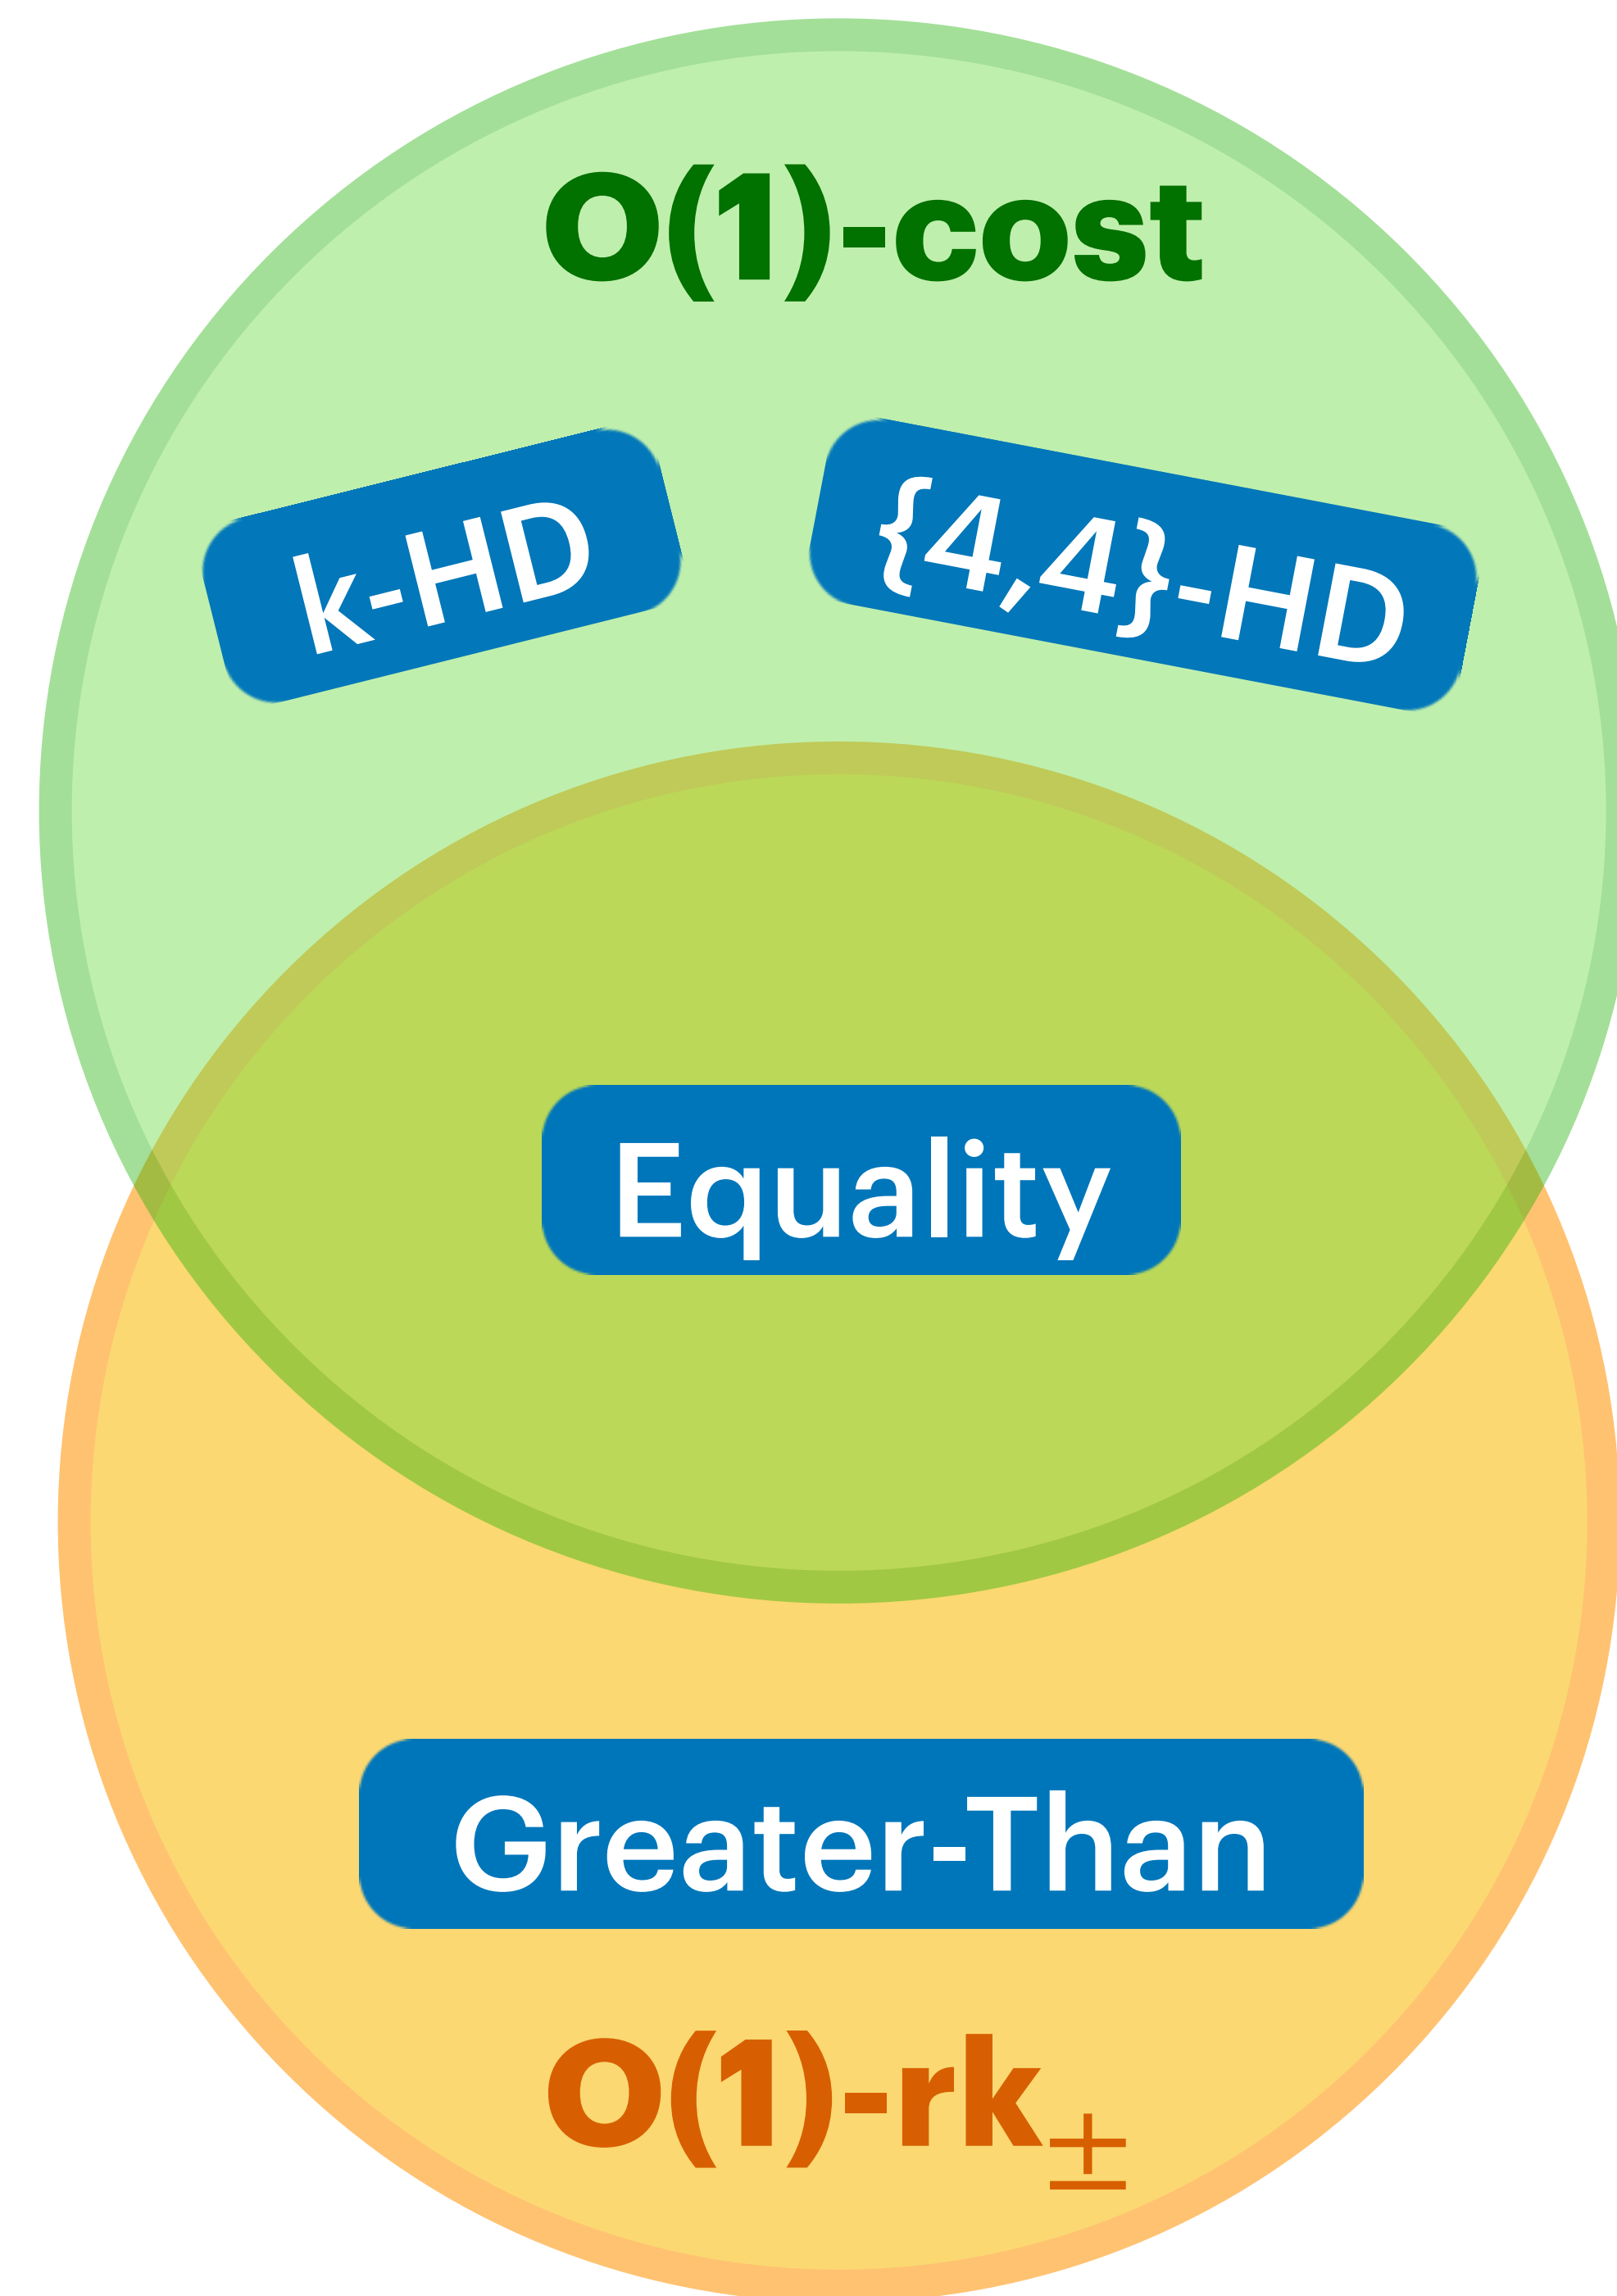 O(1)-cost
k-HD
{4,4}-HD
Equality
Greater-Than
O(1)-rk±